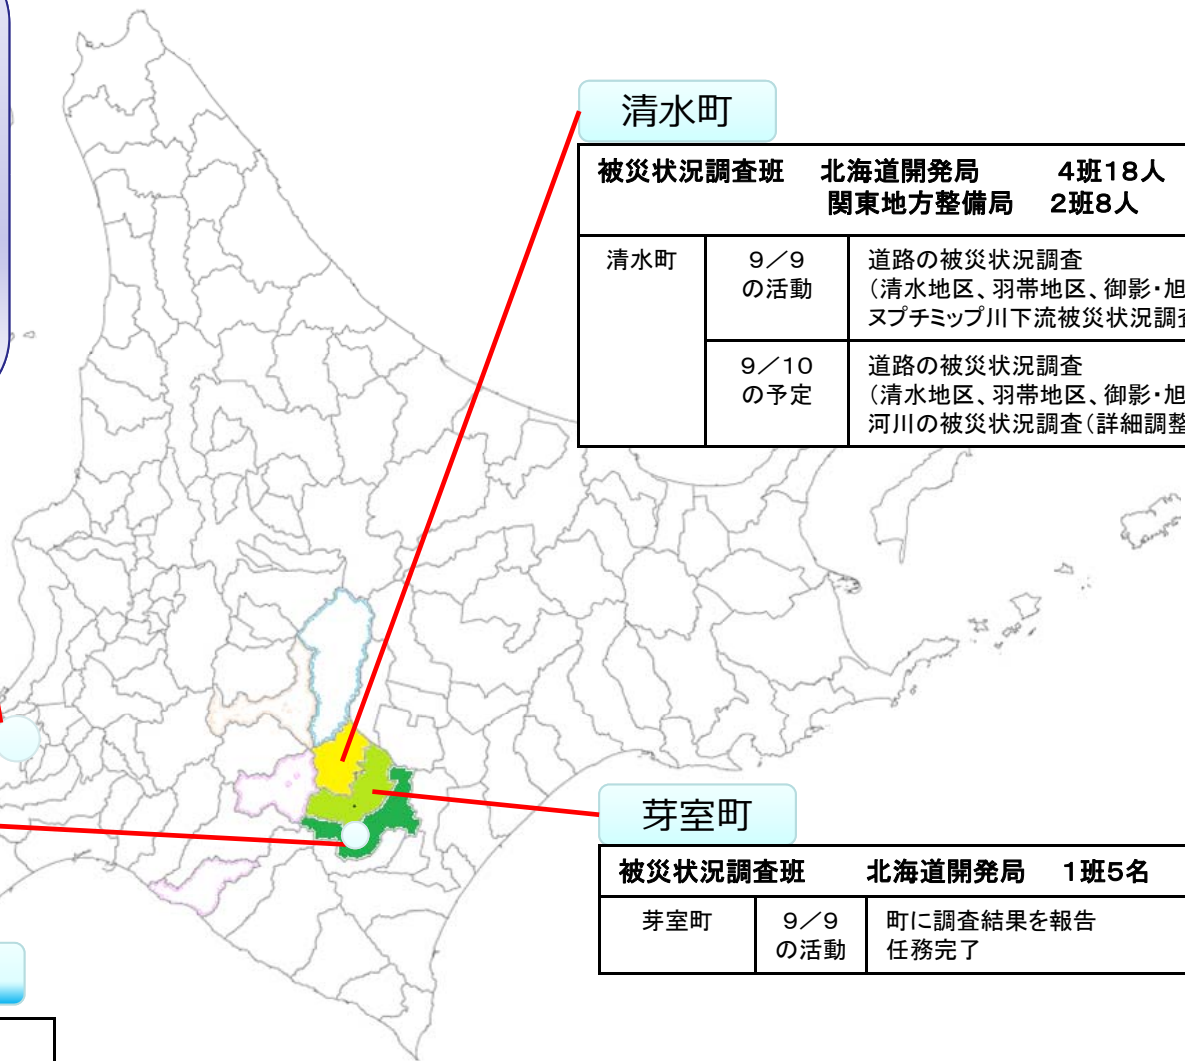 清水町
被災状況調査班　北海道開発局　4班18人
関東地方整備局　2班8人
清水町
9／9
の活動
道路の被災状況調査
（清水地区、羽帯地区、御影・旭
ヌプチミップ川下流被災状況調査
9／10
の予定
道路の被災状況調査
（清水地区、羽帯地区、御影・旭
河川の被災状況調査（詳細調整
芽室町
被災状況調査班　北海道開発局　1班5名
芽室町
9／9
の活動
町に調査結果を報告
任務完了